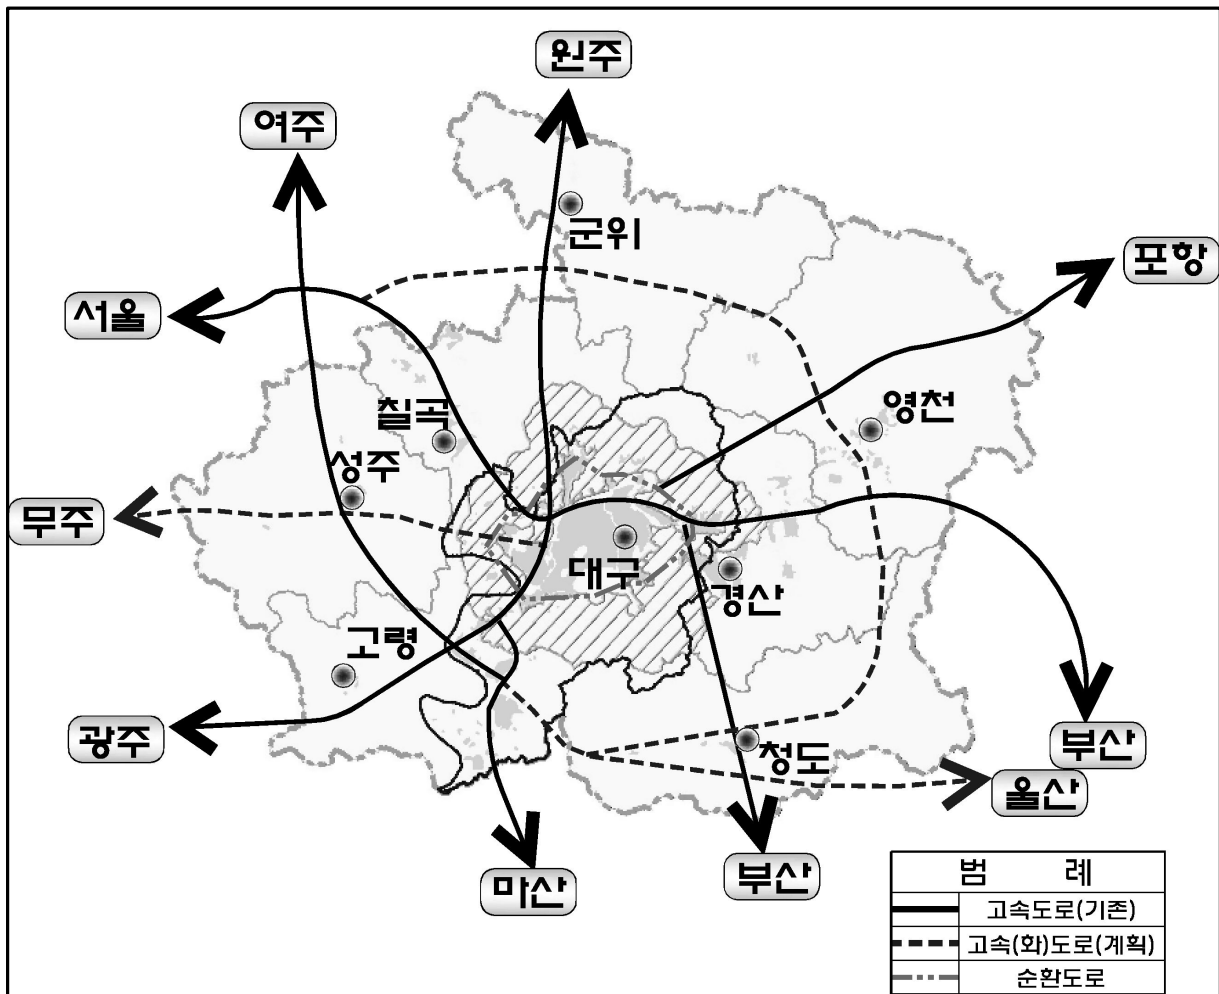 원주
여주
군위
포항
서울
칠곡
영천
성주
무주
대구
경산
고령
광주
청도
부산
울산
마산
부산
범 례
고속도로(기존)
고속(화)도로(계획)
순환도로